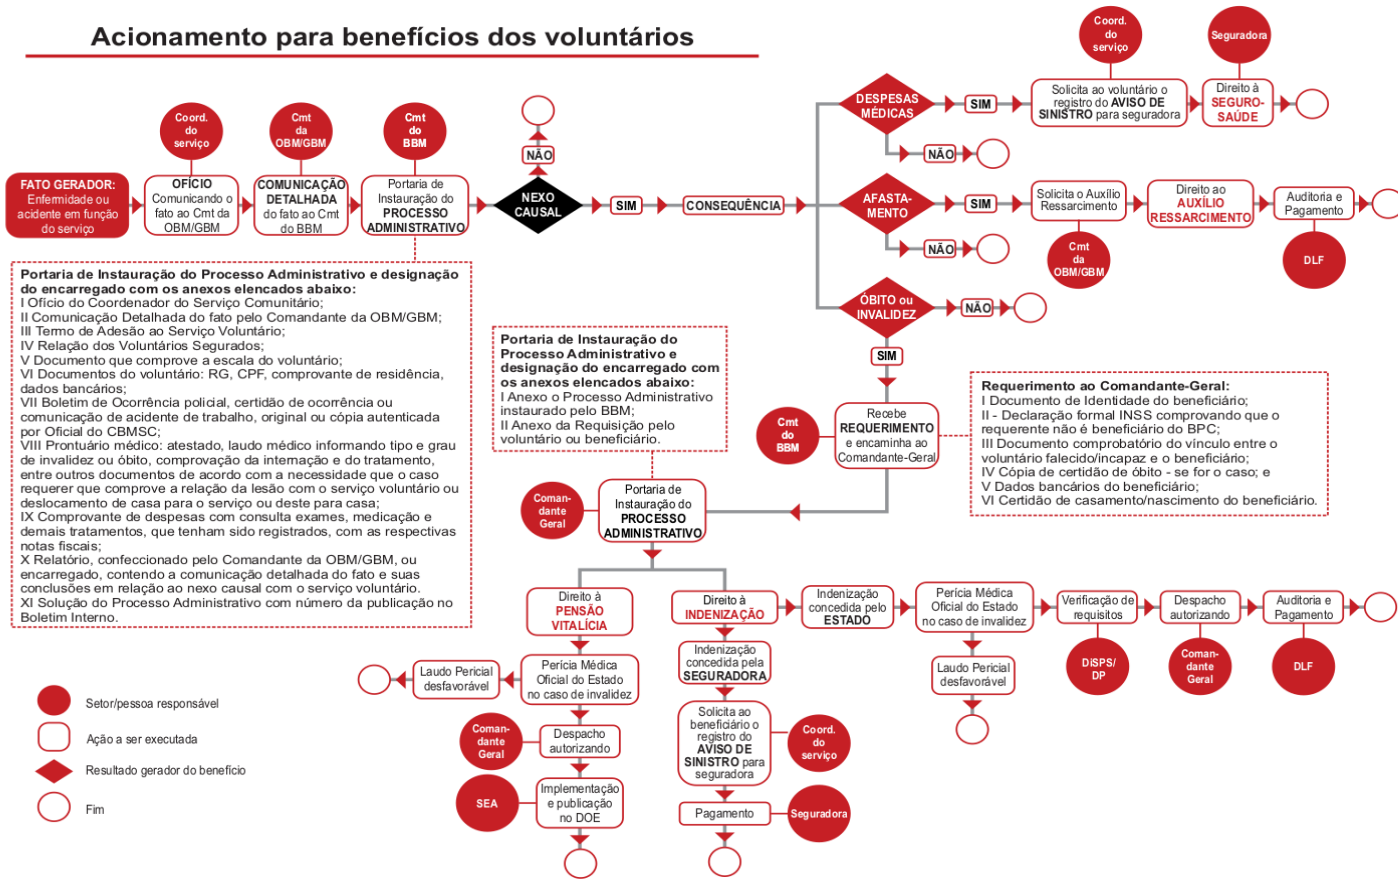 Acionamento para benefícios dos voluntários
Coord.
do
serviço
Cmt
da
OBM/GBM
Cmt
do
BBM
FATO GERADOR:
Enfermidade ou
acidente em função
do serviço
OFÍCIO
Comunicando o
fato ao Cmt da
OBM/GBM
COMUNICAÇÃO
DETALHADA
do fato ao Cmt
do BBM
Portaria de
Instauração do
PROCESSO
ADMINISTRATIVO
NÃO
NEXO
CAUSAL
SIM
CONSEQUÊNCIA
DESPESAS
MÉDICAS
SIM
Coord.
do
serviço
Solicita ao voluntário o
registro do AVISO DE
SINISTRO para seguradora
Seguradora
Direito à
SEGURO-
SAÚDE
NÃO
AFASTA-
MENTO
SIM
Solicita o Auxílio
Ressarcimento
Cmt
da
OBM/GBM
Direito ao
AUXÍLIO
RESSARCIMENTO
Auditoria e
Pagamento
DLF
NÃO
ÓBITO ou
INVALIDEZ
NÃO
SIM
Portaria de Instauração do Processo Administrativo e designação
do encarregado com os anexos elencados abaixo:
I Ofício do Coordenador do Serviço Comunitário;
II Comunicação Detalhada do fato pelo Comandante da OBM/GBM;
III Termo de Adesão ao Serviço Voluntário;
IV Relação dos Voluntários Segurados;
V Documento que comprove a escala do voluntário;
VI Documentos do voluntário: RG, CPF, comprovante de residência,
dados bancários;
VII Boletim de Ocorrência policial, certidão de ocorrência ou
comunicação de acidente de trabalho, original ou cópia autenticada
por Oficial do CBMSC;
VIII Prontuário médico: atestado, laudo médico informando tipo e grau
de invalidez ou óbito, comprovação da internação e do tratamento,
entre outros documentos de acordo com a necessidade que o caso
requerer que comprove a relação da lesão com o serviço voluntário ou
deslocamento de casa para o serviço ou deste para casa;
IX Comprovante de despesas com consulta exames, medicação e
demais tratamentos, que tenham sido registrados, com as respectivas
notas fiscais;
X Relatório, confeccionado pelo Comandante da OBM/GBM, ou
encarregado, contendo a comunicação detalhada do fato e suas
conclusões em relação ao nexo causal com o serviço voluntário.
XI Solução do Processo Administrativo com número da publicação no
Boletim Interno.
Portaria de Instauração do
Processo Administrativo e
designação do encarregado com
os anexos elencados abaixo:
I Anexo o Processo Administrativo
instaurado pelo BBM;
II Anexo da Requisição pelo
voluntário ou beneficiário.
Cmt
do
BBM
Recebe
REQUERIMENTO
e encaminha ao
Comandante-Geral
Requerimento ao Comandante-Geral:
I Documento de Identidade do beneficiário;
II - Declaração formal INSS comprovando que o
requerente não é beneficiário do BPC;
III Documento comprobatório do vínculo entre o
voluntário falecido/incapaz e o beneficiário;
IV Cópia de certidão de óbito - se for o caso; e
V Dados bancários do beneficiário;
VI Certidão de casamento/nascimento do beneficiário.
Coman-
dante
Geral
Portaria de
Instauração do
PROCESSO
ADMINISTRATIVO
Direito à
PENSÃO
VITALÍCIA
Direito à
INDENIZAÇÃO
Indenização
concedida pelo
ESTADO
Perícia Médica
Oficial do Estado
no caso de invalidez
Verificação de
requisitos
Despacho
autorizando
Auditoria e
Pagamento
Laudo Pericial
desfavorável
Perícia Médica
Oficial do Estado
no caso de invalidez
Indenização
concedida pela
SEGURADORA
Laudo Pericial
desfavorável
DiSPS/
DP
Coman-
dante
Geral
DLF
Coman-
dante
Geral
Despacho
autorizando
Solicita ao
beneficiário o
registro do
AVISO DE
SINISTRO para
seguradora
Coord.
do
serviço
SEA
Implementação
e publicação
no DOE
Pagamento
Seguradora
Setor/pessoa responsável
Ação a ser executada
Resultado gerador do benefício
Fim